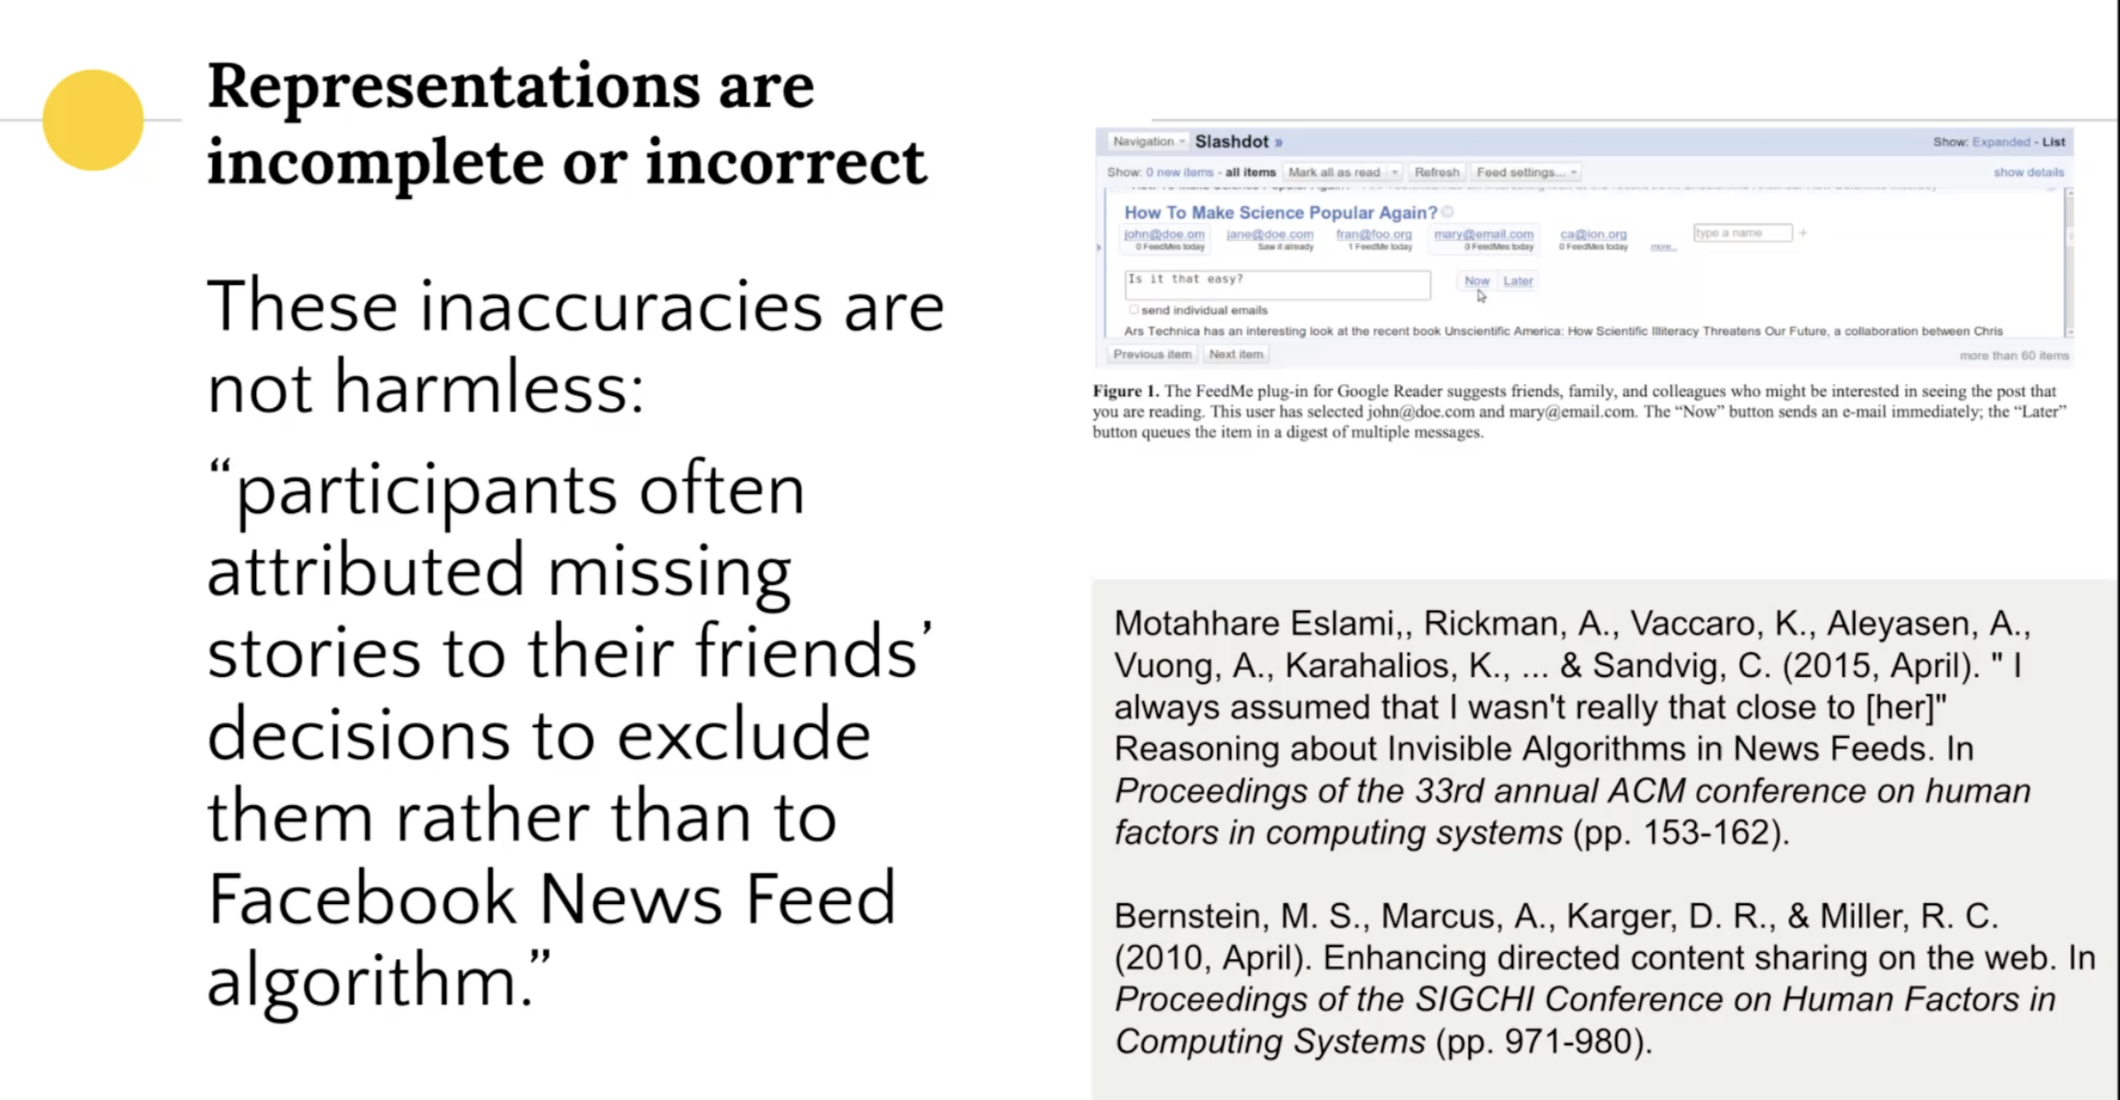 Representations are
incomplete or incorrect
These inaccuracies are
not harmless:
“participants often
attributed missing
stories to their friends’
decisions to exclude
them rather than to
Facebook News Feed
algorithm.”
Navigation Slashdot »
Show: Expanded - List
Show: 0 new items - all items Mark all as read Refresh Feed settings...
show details
How To Make Science Popular Again?
john@doe.om jane@doe.com fran@foo.org mary@email.com ca@ion.org type a name +
0 FeedMes today Saw it already 1 FeedMe today 0 FeedMes today 0 FeedMes today more...
Is it that easy?
Now Later
send individual emails
Ars Technica has an interesting look at the recent book Unscientific America: How Scientific Illiteracy Threatens Our Future, a collaboration between Chris
Previous item Next item
more than 60 items
Figure 1. The FeedMe plug-in for Google Reader suggests friends, family, and colleagues who might be interested in seeing the post that
you are reading. This user has selected john@doe.com and mary@email.com. The “Now” button sends an e-mail immediately; the “Later”
button queues the item in a digest of multiple messages.
Motahhare Eslami,, Rickman, A., Vaccaro, K., Aleyasen, A.,
Vuong, A., Karahalios, K., ... & Sandvig, C. (2015, April). " I
always assumed that I wasn't really that close to [her]"
Reasoning about Invisible Algorithms in News Feeds. In
Proceedings of the 33rd annual ACM conference on human
factors in computing systems (pp. 153-162).
Bernstein, M. S., Marcus, A., Karger, D. R., & Miller, R. C.
(2010, April). Enhancing directed content sharing on the web. In
Proceedings of the SIGCHI Conference on Human Factors in
Computing Systems (pp. 971-980).